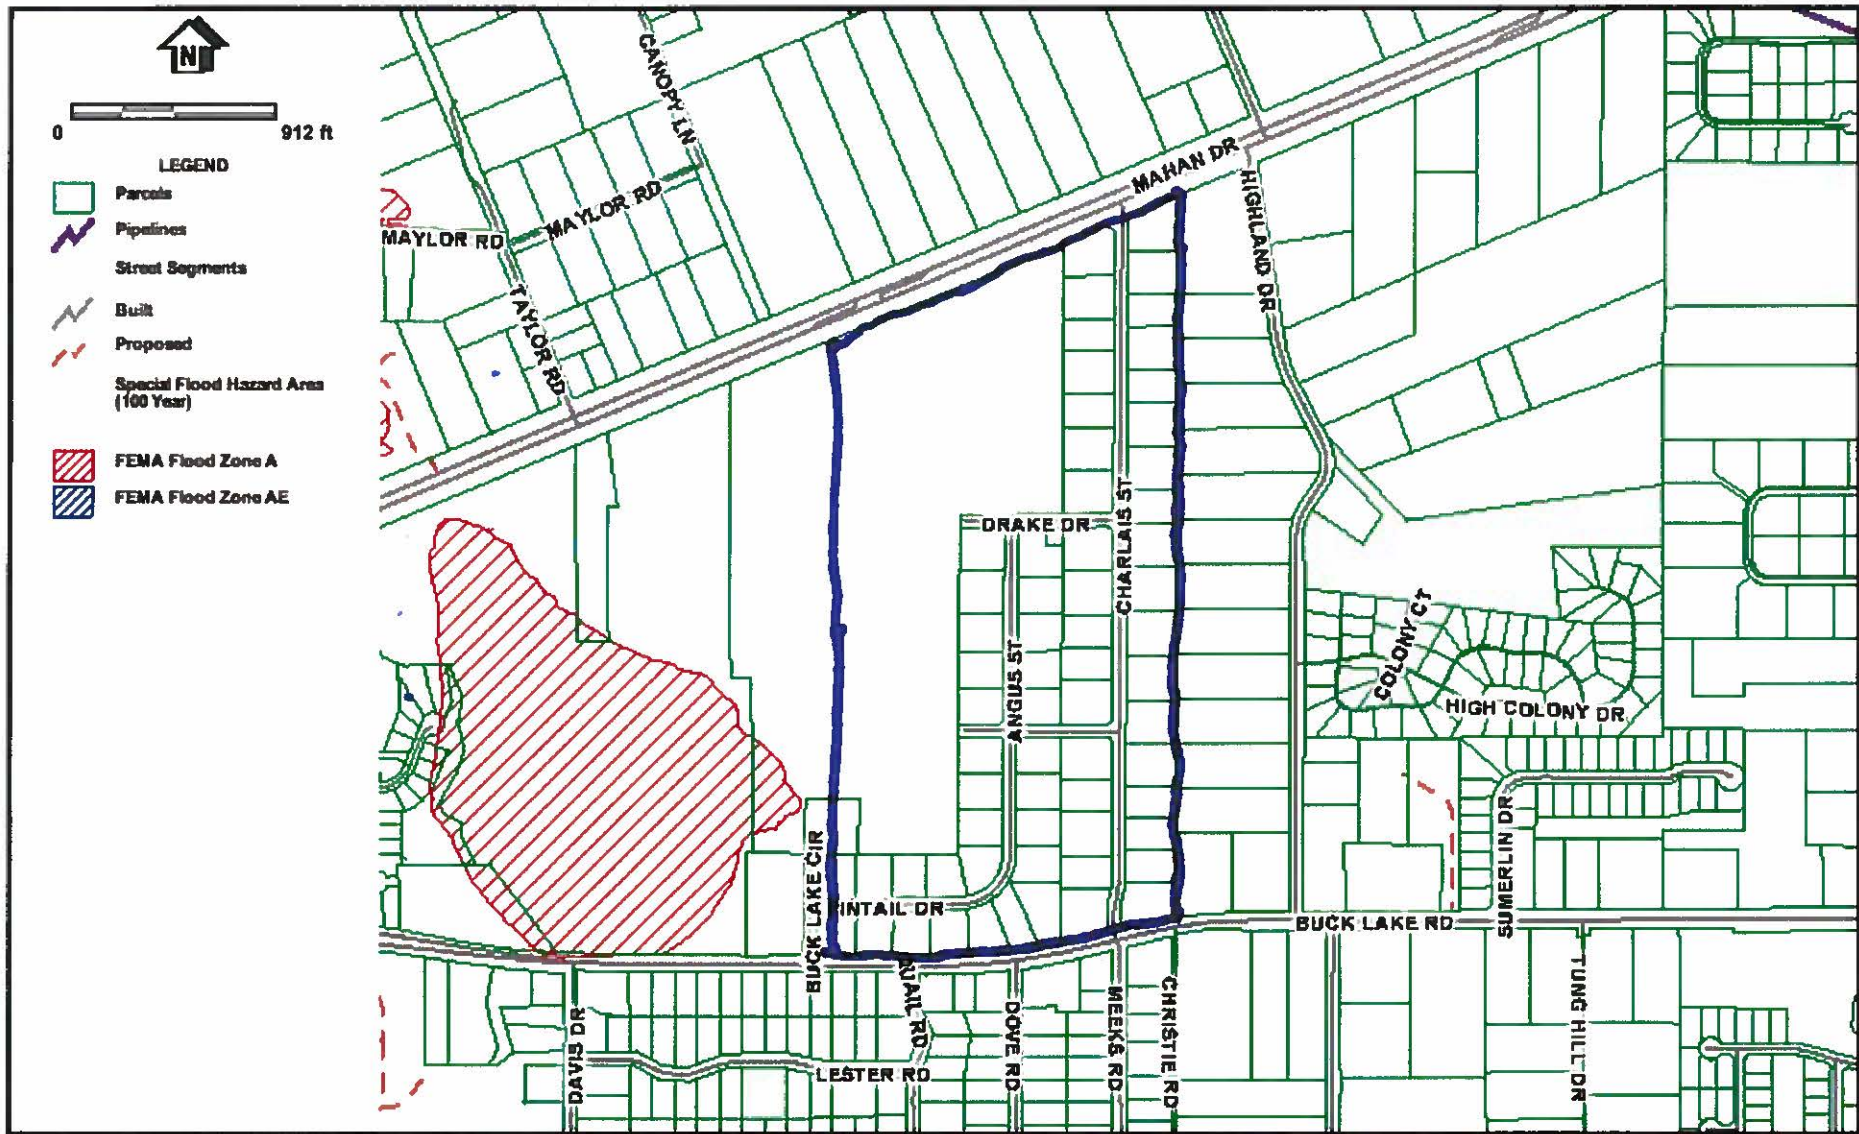 N
0 912 ft
LEGEND
Parcels
Pipelines
Street Segments
Built
Proposed
Special Flood Hazard Area
(100 Year)
FEMA Flood Zone A
FEMA Flood Zone AE
CANOPY LN
MAYLOR RD
MAYLOR RD
TAYLOR RD
MAHAN DR
HIGHLAND DR
DRAKE DR
CHARLAIS ST
ANGUS ST
COLONY CT
HIGH COLONY DR
SUMERLIN DR
BUCK LAKE CIR
PINTAIL DR
BUCK LAKE RD
QUAIL RD
DOVE RD
MEEKS RD
CHRISTIE RD
TUNG HILL DR
DAVIS DR
LESTER RD